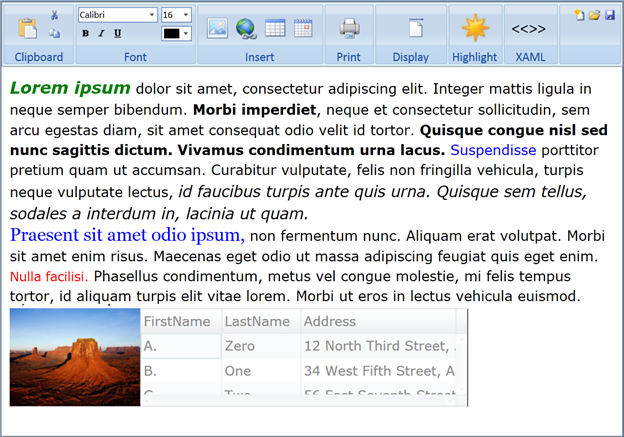 Calibri 16
B I U
<<>>
Clipboard Font Insert Print Display Highlight XAML
Lorem ipsum dolor sit amet, consectetur adipiscing elit. Integer mattis ligula in
neque semper bibendum. Morbi imperdiet, neque et consectetur sollicitudin, sem
arcu egestas diam, sit amet consequat odio velit id tortor. Quisque congue nisl sed
nunc sagittis dictum. Vivamus condimentum urna lacus. Suspendisse porttitor
pretium quam ut accumsan. Curabitur vulputate, felis non fringilla vehicula, turpis
neque vulputate lectus, id faucibus turpis ante quis urna. Quisque sem tellus,
sodales a interdum in, lacinia ut quam.
Praesent sit amet odio ipsum, non fermentum nunc. Aliquam erat volutpat. Morbi
sit amet enim risus. Maecenas eget odio ut massa adipiscing feugiat quis eget enim.
Nulla facilisi. Phasellus condimentum, metus vel congue molestie, mi felis tempus
tortor, id aliquam turpis elit vitae lorem. Morbi ut eros in lectus vehicula euismod.
FirstName LastName Address
A. Zero 12 North Third Street, A
B. One 34 West Fifth Street, A
C. Two 56 East Seventh Street